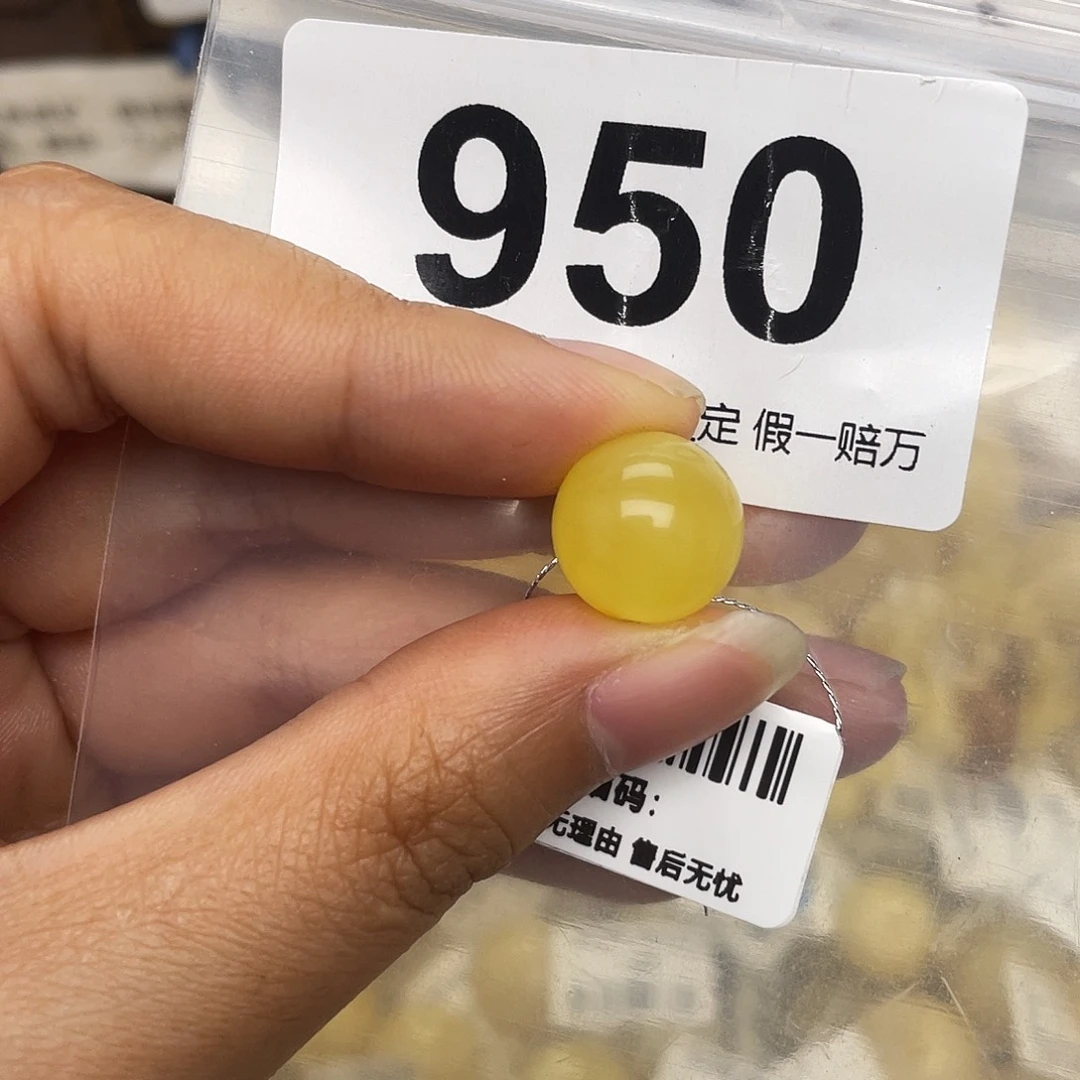 950
定 假一赔万
码：
无理由 售后无忧